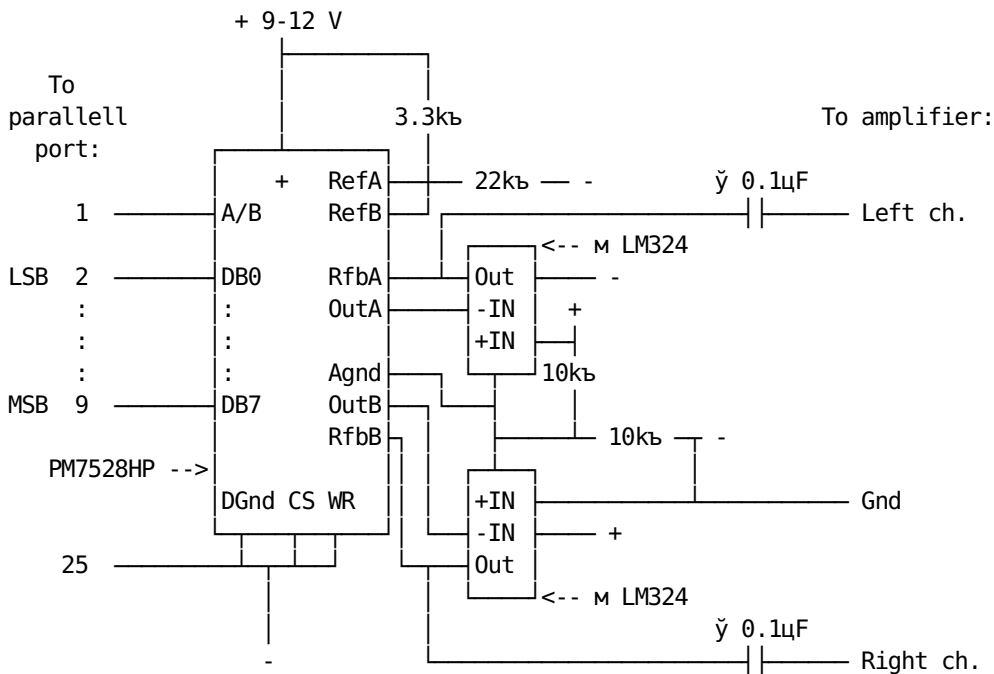 + 9-12 V
To
parallell 3.3kъ To amplifier:
port:
+ RefA 22kъ - ў 0.1цF
1 A/B RefB Left ch.
<-- м LM324
LSB 2 DB0 RfbA Out -
: : OutA -IN +
: : +IN
: : Agnd 10kъ
MSB 9 DB7 OutB
RfbB 10kъ -
PM7528HP -->
DGnd CS WR +IN Gnd
-IN +
25 Out
<-- м LM324
ў 0.1цF
- Right ch.